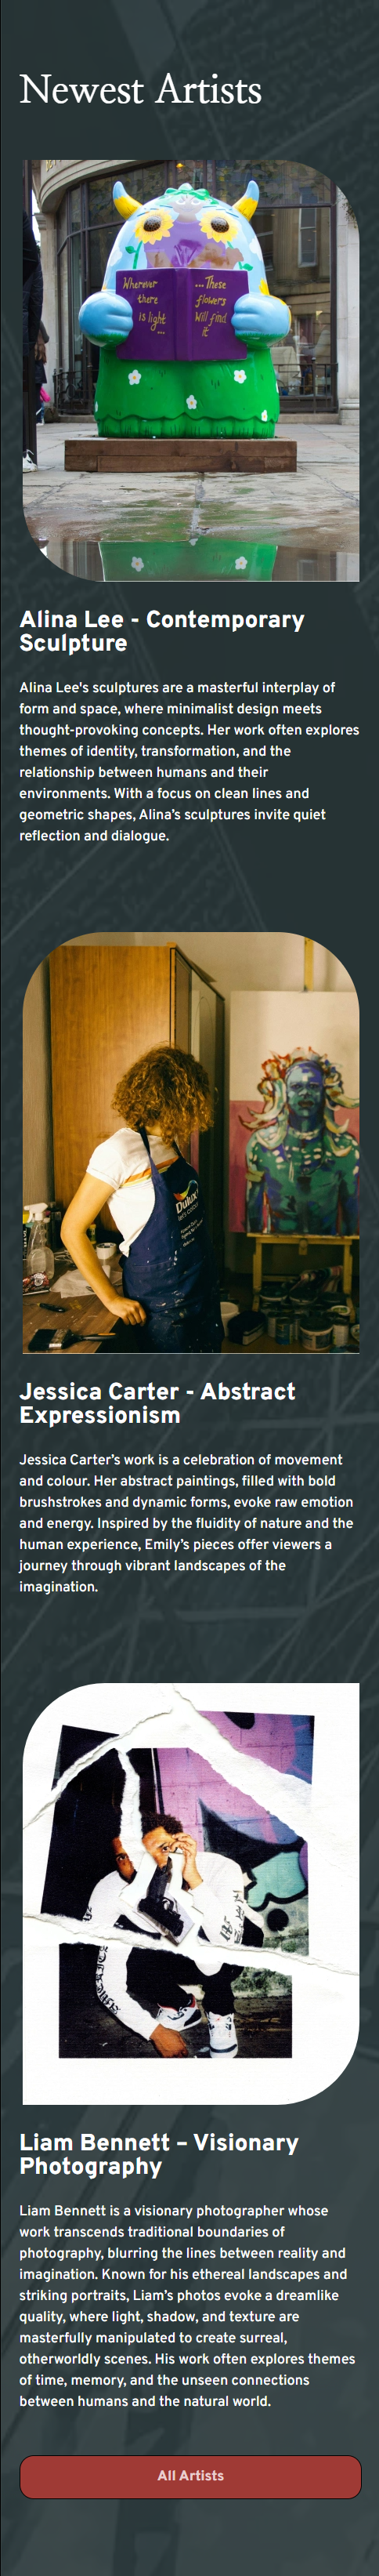 Newest Artists
Wherever
there
is light
...
...These
flowers
will find
it
Alina Lee - Contemporary
Sculpture
Alina Lee's sculptures are a masterful interplay of
form and space, where minimalist design meets
thought-provoking concepts. Her work often explores
themes of identity, transformation, and the
relationship between humans and their
environments. With a focus on clean lines and
geometric shapes, Alina’s sculptures invite quiet
reflection and dialogue.
Dulux
Jessica Carter - Abstract
Expressionism
Jessica Carter’s work is a celebration of movement
and colour. Her abstract paintings, filled with bold
brushstrokes and dynamic forms, evoke raw emotion
and energy. Inspired by the fluidity of nature and the
human experience, Emily’s pieces offer viewers a
journey through vibrant landscapes of the
imagination.
Liam Bennett – Visionary
Photography
Liam Bennett is a visionary photographer whose
work transcends traditional boundaries of
photography, blurring the lines between reality and
imagination. Known for his ethereal landscapes and
striking portraits, Liam’s photos evoke a dreamlike
quality, where light, shadow, and texture are
masterfully manipulated to create surreal,
otherworldly scenes. His work often explores themes
of time, memory, and the unseen connections
between humans and the natural world.
All Artists